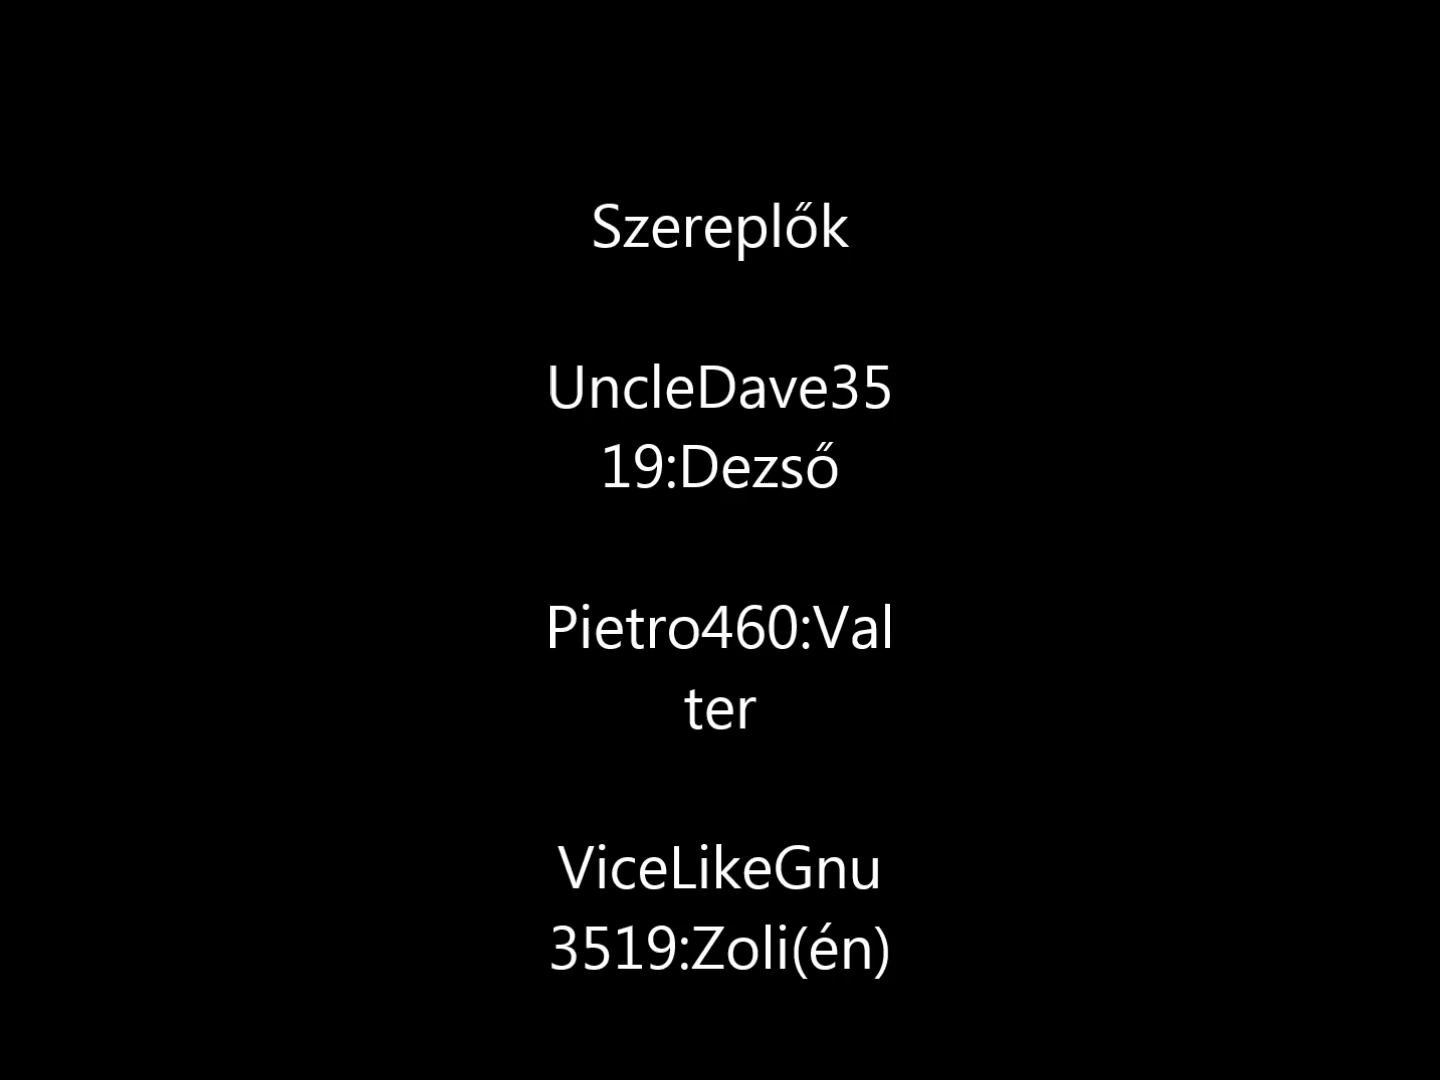 Szereplők
UncleDave35
19:Dezső
Pietro460:Val
ter
ViceLikeGnu
3519:Zoli(én)